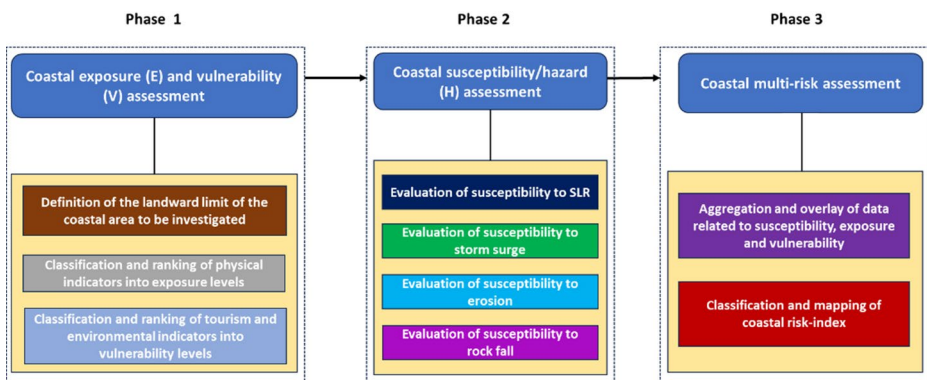 Phase 1
Phase 2
Phase 3
Coastal exposure (E) and vulnerability
(V) assessment
Coastal susceptibility/hazard
(H) assessment
Coastal multi-risk assessment
Definition of the landward limit of the
coastal area to be investigated
Classification and ranking of physical
indicators into exposure levels
Classification and ranking of tourism and
environmental indicators into
vulnerability levels
Evaluation of susceptibility to SLR
Evaluation of susceptibility to
storm surge
Evaluation of susceptibility to
erosion
Evaluation of susceptibility to
rock fall
Aggregation and overlay of data
related to susceptibility, exposure
and vulnerability
Classification and mapping of
coastal risk-index